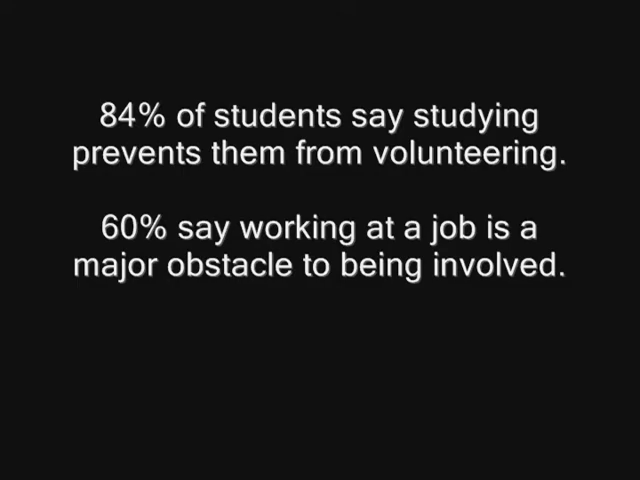 84% of students say studying
prevents them from volunteering.
60% say working at a job is a
major obstacle to being involved.